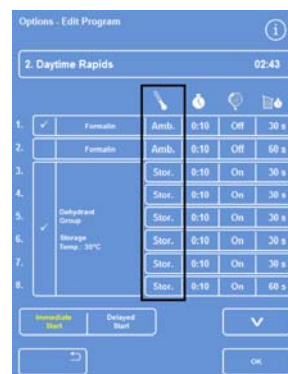 Options - Edit Program
i
2. Daytime Rapids 02:43
1. Formalin Amb. 0:10 Off 30 s
2. Formalin Amb. 0:10 Off 60 s
3. Stor. 0:10 On 30 s
4. Stor. 0:10 On 30 s
5. Dehydrant Group Stor. 0:10 On 30 s
6. Storage Temp.: 35°C Stor. 0:10 On 30 s
7. Stor. 0:10 On 30 s
8. Stor. 0:10 On 60 s
Immediate Start Delayed Start
OK